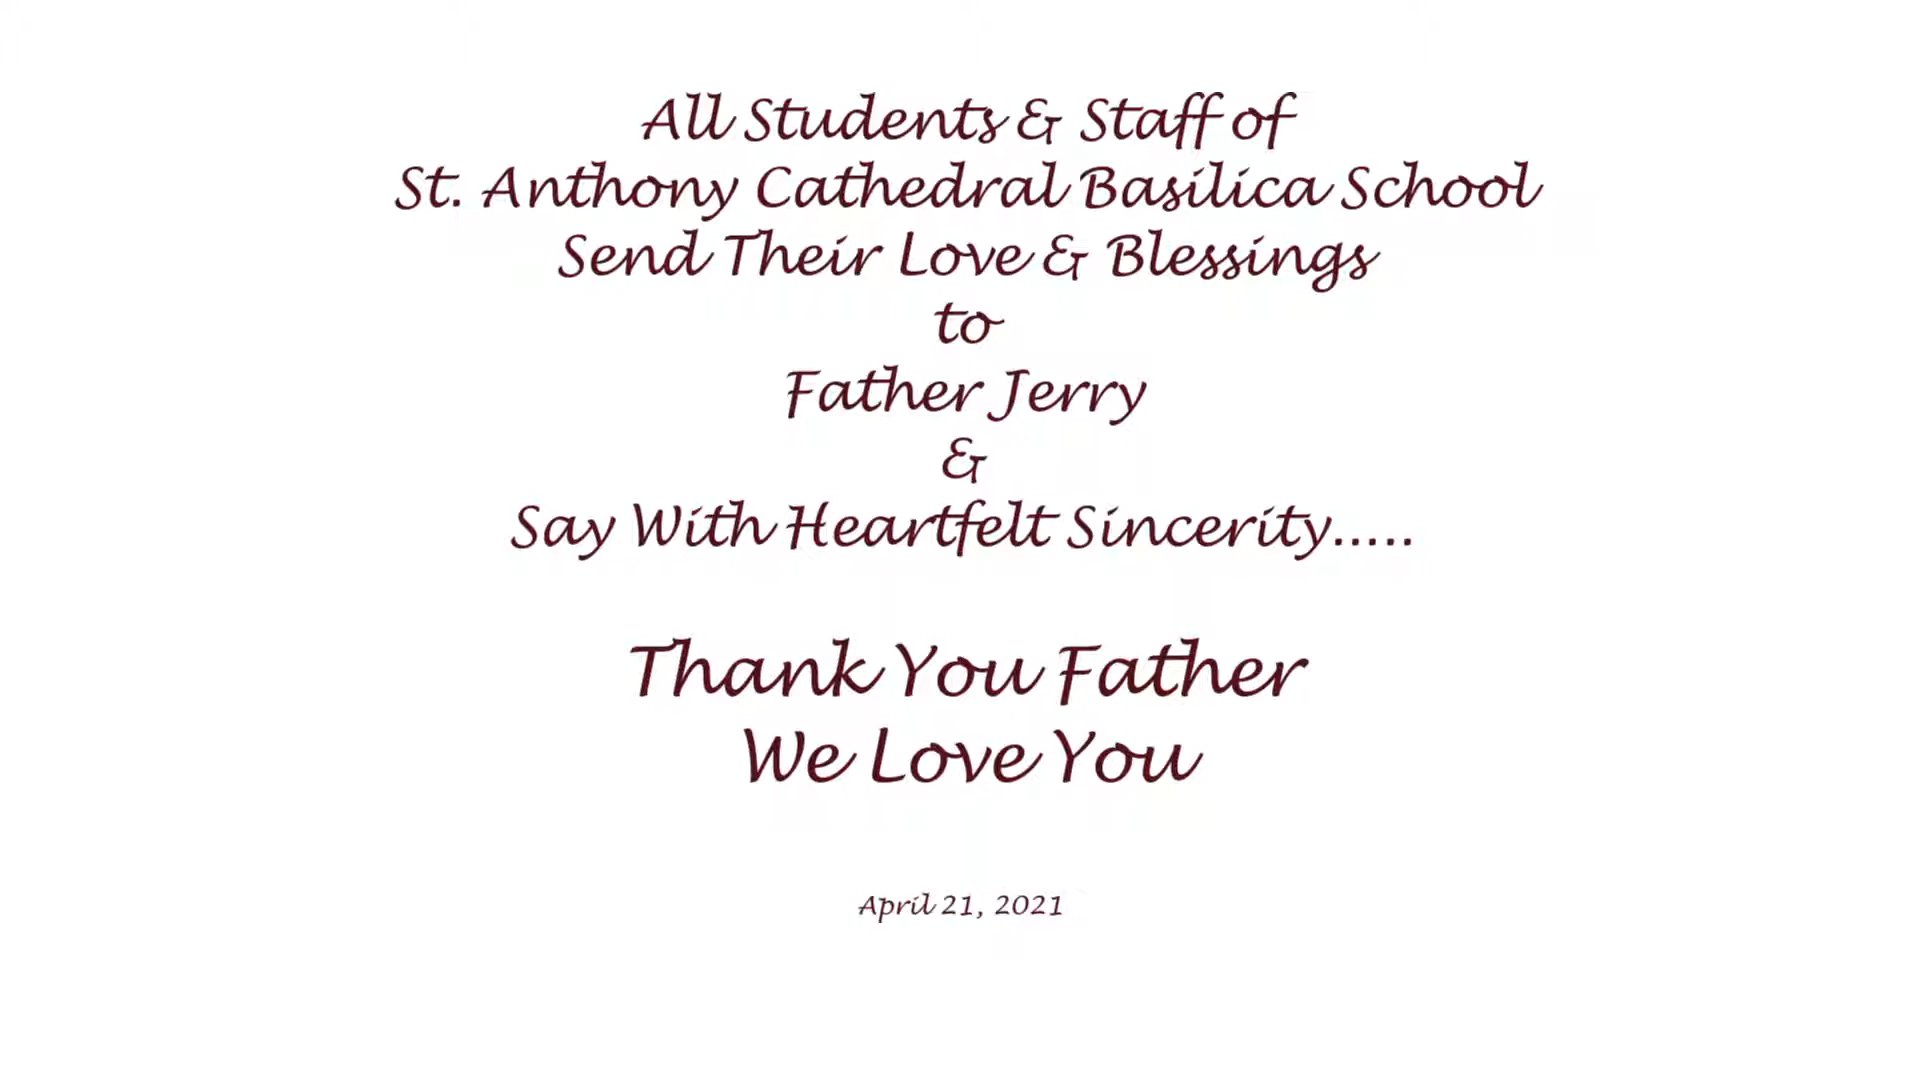 All Students & Staff of
St. Anthony Cathedral Basilica School
Send Their Love & Blessings
to
Father Jerry
&
Say With Heartfelt Sincerity.....
Thank You Father
We Love You
April 21, 2021